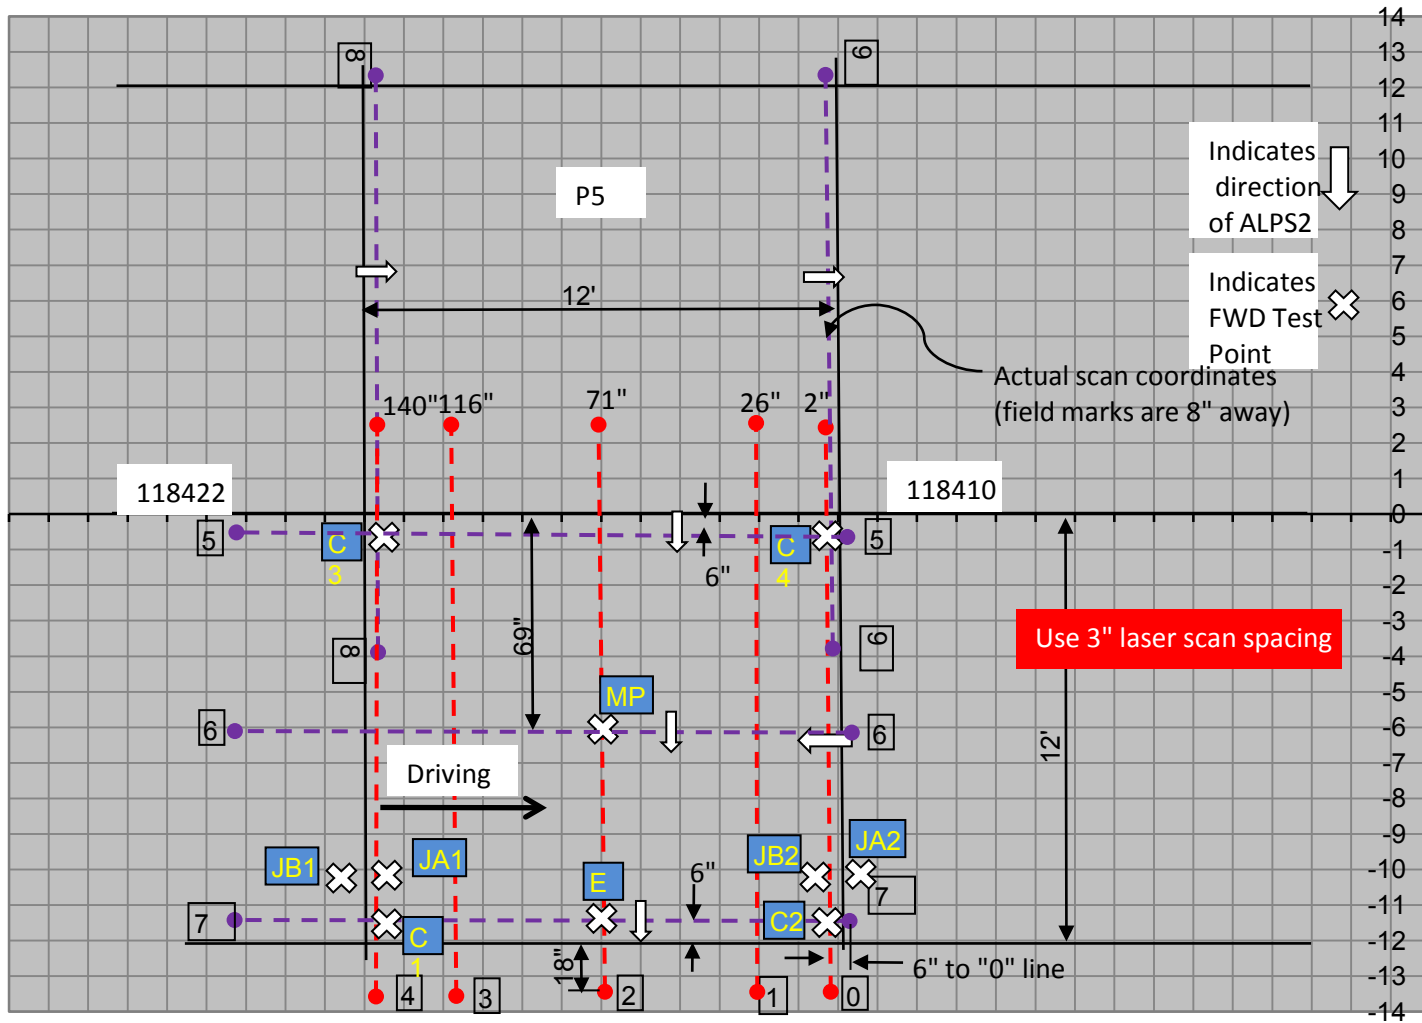 14
8
6
13
12
11
Indicates
direction
of ALPS2
10
9
P5
8
7
Indicates
FWD Test
Point
12'
6
5
4
Actual scan coordinates
(field marks are 8" away)
140"
116"
71"
26"
2"
3
2
1
118422
118410
0
5
C
3
C
4
5
-1
6"
-2
8
69"
6
Use 3" laser scan spacing
-3
-4
MP
-5
6
6
-6
12'
-7
Driving
-8
-9
JB1
JA1
JB2
JA2
E
6"
-10
7
7
C
1
C2
-11
-12
18"
6" to "0" line
-13
4
3
2
1
0
-14